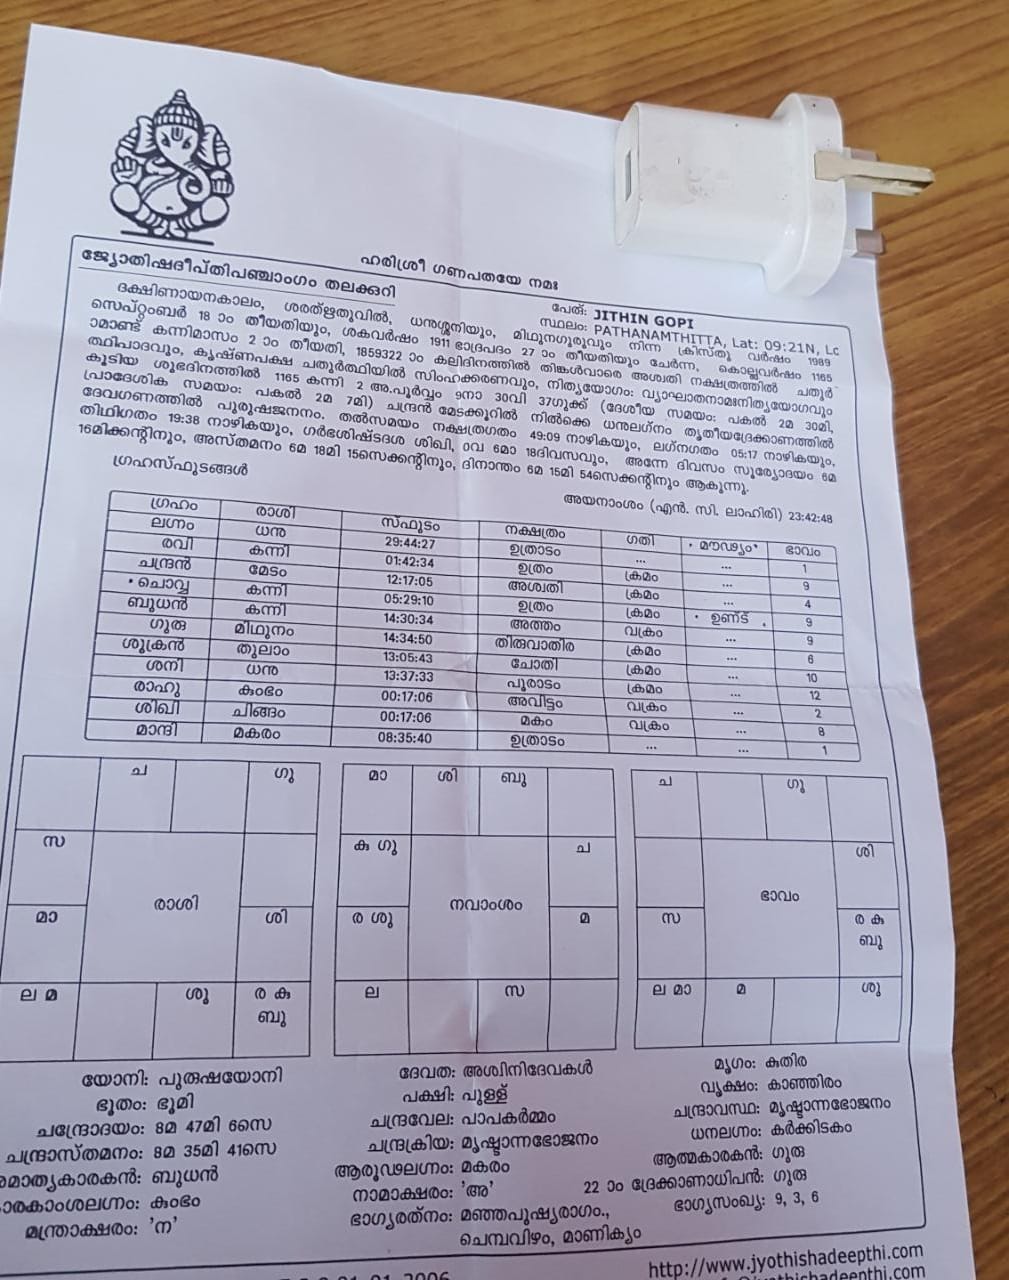 ഹരിശ്രീ ഗണപതയേ നമഃ
ജ്യോതിഷദീപ്തിപഞ്ചാംഗം തലക്കുറി
പേര്: JITHIN GOPI
സ്ഥലം: PATHANAMTHITTA, Lat: 09:21N, Lc
ദക്ഷിണായനകാലം, ശരത്ഋതുവിൽ, ധനുശ്ശനിയും, മിഥുനഗുരുവും നിന്ന ക്രിസ്തു വർഷം 1989
സെപ്റ്റംബർ 18 ാം തീയതിയും, ശകവർഷം 1911 ഭാദ്രപദം 27 ാം തീയതിയും ചേർന്ന, കൊല്ലവർഷം 1165
ാമാണ്ട് കന്നിമാസം 2 ാം തീയതി, 1859322 ാം കലിദിനത്തിൽ തിങ്കൾവാരെ അശ്വതി നക്ഷത്രത്തിൽ ചതുർ
ത്ഥിപാദവും, കൃഷ്ണപക്ഷ ചതുർത്ഥിയിൽ സിംഹക്കരണവും, നിത്യയോഗം: വ്യാഘാതനാമഃനിത്യയോഗവും
കൂടിയ ശുഭദിനത്തിൽ 1165 കന്നി 2 അ.പൂർവ്വം 9നാ 30വി 37ഗുക്ക് (ദേശീയ സമയം: പകൽ 2മ 30മി,
പ്രാദേശിക സമയം: പകൽ 2മ 7മി) ചന്ദ്രൻ മേടക്കൂറിൽ നിൽക്കെ ധനുലഗ്നം തൃതീയദ്രേക്കാണത്തിൽ
ദേവഗണത്തിൽ പുരുഷജനനം. തൽസമയം നക്ഷത്രഗതം 49:09 നാഴികയും, ലഗ്നഗതം 05:17 നാഴികയും,
തിഥിഗതം 19:38 നാഴികയും, ഗർഭശിഷ്ടദശ ശിഖി, 0വ 6മാ 18ദിവസവും, അന്നേ ദിവസം സൂര്യോദയം 6മ
16മിക്കന്റിനും, അസ്തമനം 6മ 18മി 15സെക്കന്റിനും, ദിനാന്തം 6മ 15മി 54സെക്കന്റിനും ആകുന്നു.
ഗ്രഹസ്ഫുടങ്ങൾ
അയനാംശം (എൻ. സി. ലാഹിരി) 23:42:48
ഗ്രഹം രാശി സ്ഫുടം നക്ഷത്രം ഗതി • മൗഢ്യം• ഭാവം
ലഗ്നം ധനു 29:44:27 ഉത്രാടം ... ... 1
രവി കന്നി 01:42:34 ഉത്രം ക്രമം ... 9
ചന്ദ്രൻ മേടം 12:17:05 അശ്വതി ക്രമം ... 4
• ചൊവ്വ കന്നി 05:29:10 ഉത്രം ക്രമം • ഉണ്ട് . 9
ബുധൻ കന്നി 14:30:34 അത്തം വക്രം ... 9
ഗുരു മിഥുനം 14:34:50 തിരുവാതിര ക്രമം ... 6
ശുക്രൻ തുലാം 13:05:43 ചോതി ക്രമം ... 10
ശനി ധനു 13:37:33 പൂരാടം ക്രമം ... 12
രാഹു കുംഭം 00:17:06 അവിട്ടം വക്രം ... 2
ശിഖി ചിങ്ങം 00:17:06 മകം വക്രം ... 8
മാന്ദി മകരം 08:35:40 ഉത്രാടം ... ... 1
ച ഗു
സ
രാശി
മാ ശി
ല മ ശു ര കു
ബു
മാ ശി ബു
കു ഗു ച
നവാംശം
ര ശു മ
ല സ
ച ഗു
ശി
ഭാവം
സ ര കു
ബു
ല മാ മ ശു
യോനി: പുരുഷയോനി ദേവത: അശ്വിനിദേവകൾ മൃഗം: കുതിര
ഭൂതം: ഭൂമി പക്ഷി: പുള്ള് വൃക്ഷം: കാഞ്ഞിരം
ചന്ദ്രോദയം: 8മ 47മി 6സെ ചന്ദ്രവേല: പാപകർമ്മം ചന്ദ്രാവസ്ഥ: മൃഷ്ടാന്നഭോജനം
ചന്ദ്രാസ്തമനം: 8മ 35മി 41സെ ചന്ദ്രക്രിയ: മൃഷ്ടാന്നഭോജനം ധനലഗ്നം: കർക്കിടകം
മാത്യകാരകൻ: ബുധൻ ആരൂഢലഗ്നം: മകരം ആത്മകാരകൻ: ഗുരു
ാരകാംശലഗ്നം: കുംഭം നാമാക്ഷരം: 'അ' 22 ാം ദ്രേക്കാണാധിപൻ: ഗുരു
മന്ത്രാക്ഷരം: 'ന' ഭാഗ്യരത്നം: മഞ്ഞപുഷ്യരാഗം., ഭാഗ്യസംഖ്യ: 9, 3, 6
ചെമ്പവിഴം, മാണിക്യം
http://www.jyothishadeepthi.com